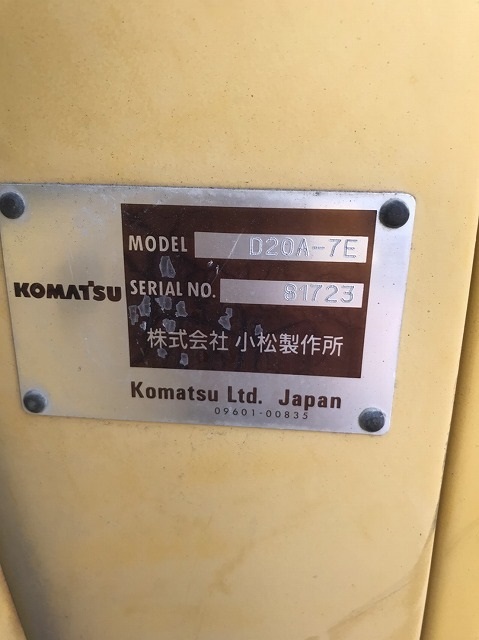 MODEL D20A-7E
KOMATSU
SERIAL NO. 81723
株式会社 小松製作所
Komatsu Ltd. Japan
09601-00835